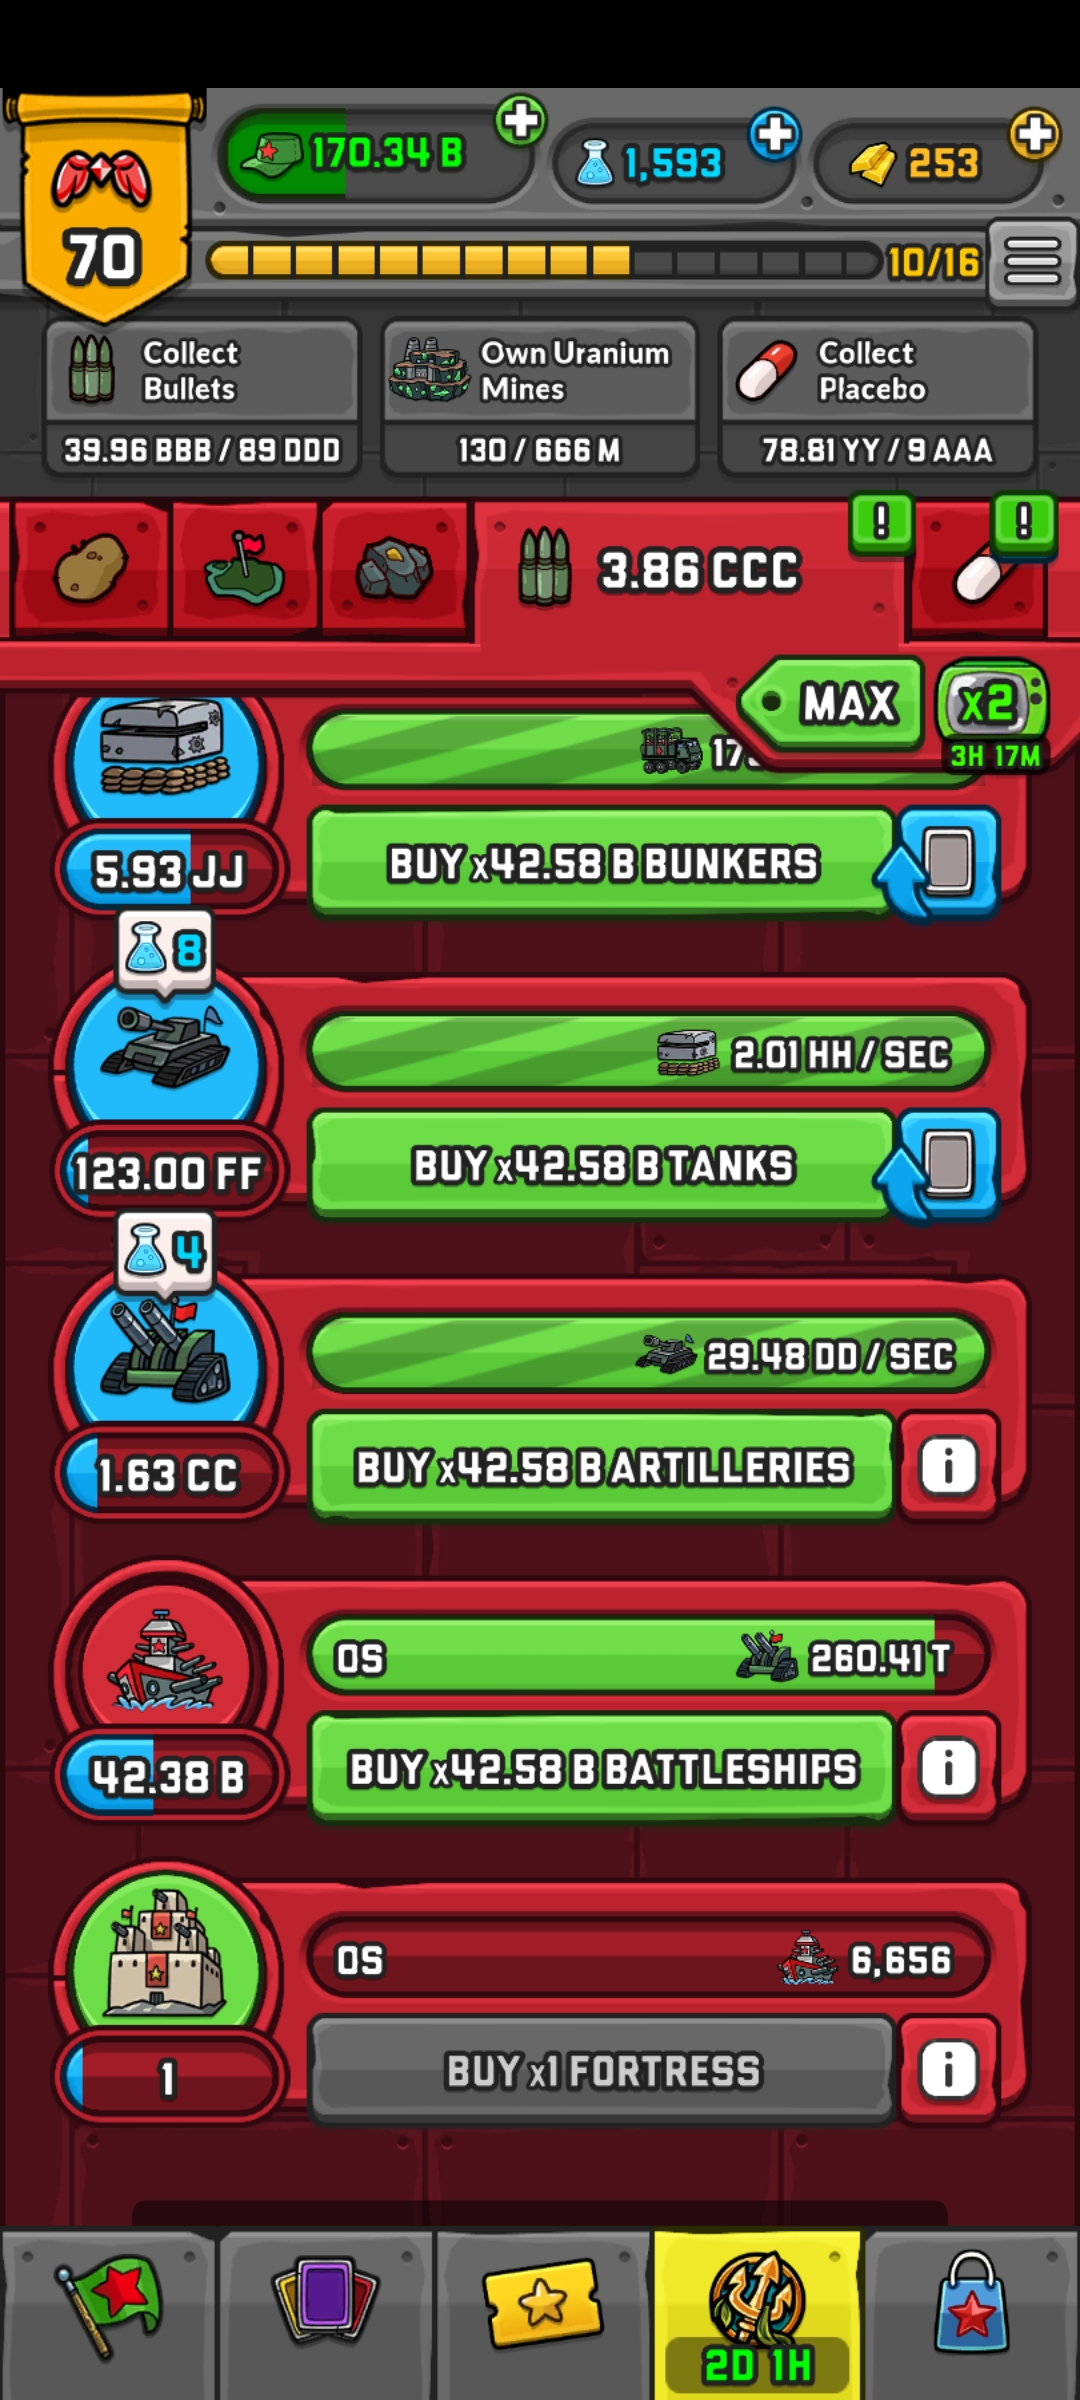 170.34 B
1,593
253
70
10/16
Collect
Bullets
39.96 BBB / 89 DDD
Own Uranium
Mines
130 / 666 M
Collect
Placebo
78.81 YY / 9 AAA
3.86 CCC
!
!
MAX
x2
3H 17M
5.93 JJ
BUY x42.58 B BUNKERS
8
2.01 HH / SEC
123.00 FF
BUY x42.58 B TANKS
4
29.48 DD / SEC
1.63 CC
BUY x42.58 B ARTILLERIES
i
0S
260.41 T
42.38 B
BUY x42.58 B BATTLESHIPS
i
0S
6,656
1
BUY x1 FORTRESS
i
2D 1H